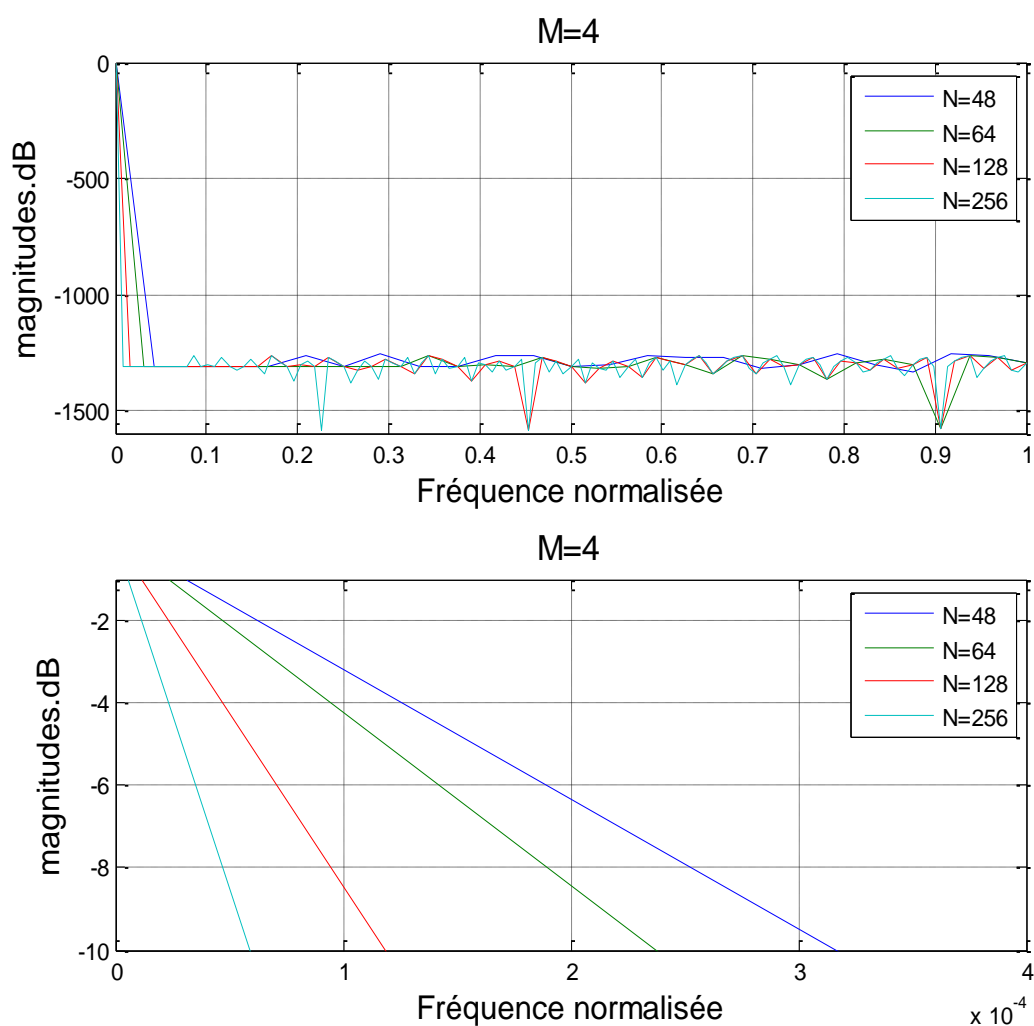 M=4
magnitudes.dB
0
-500
-1000
-1500
0 0.1 0.2 0.3 0.4 0.5 0.6 0.7 0.8 0.9 1
Fréquence normalisée
N=48
N=64
N=128
N=256
M=4
magnitudes.dB
-2
-4
-6
-8
-10
0 1 2 3 4
x 10-4
Fréquence normalisée
N=48
N=64
N=128
N=256